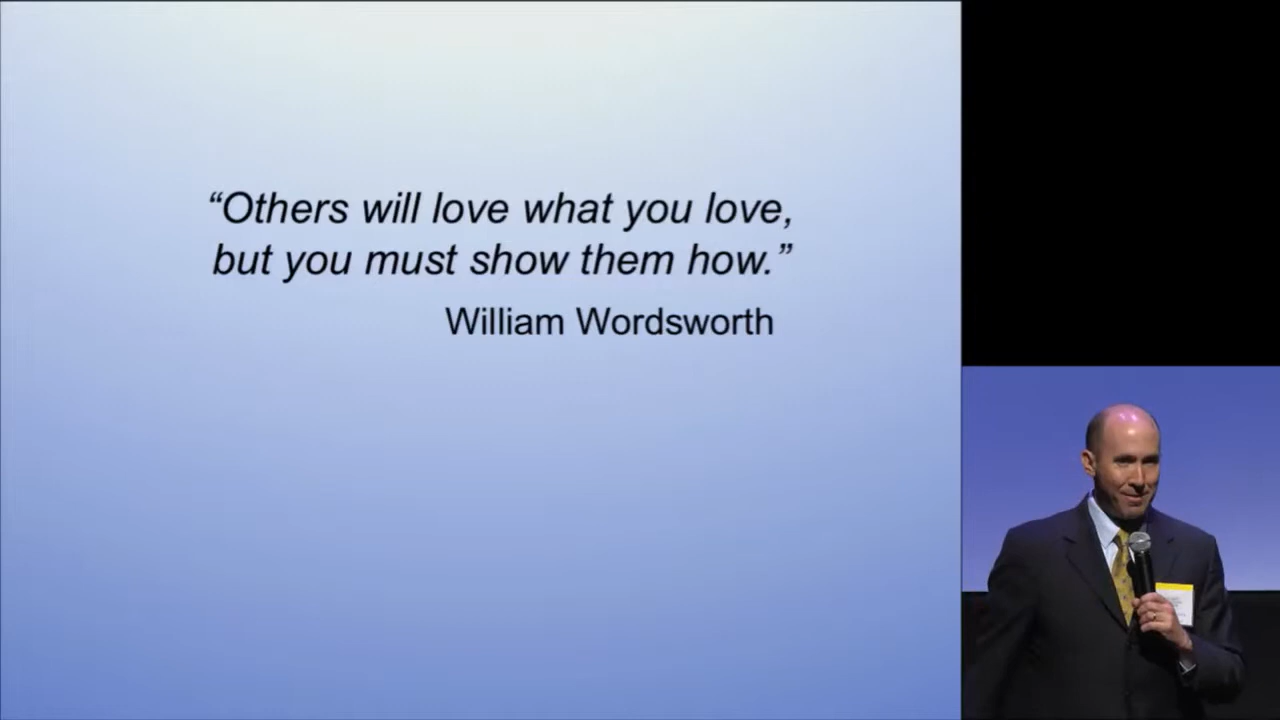 “Others will love what you love,
but you must show them how.”
William Wordsworth